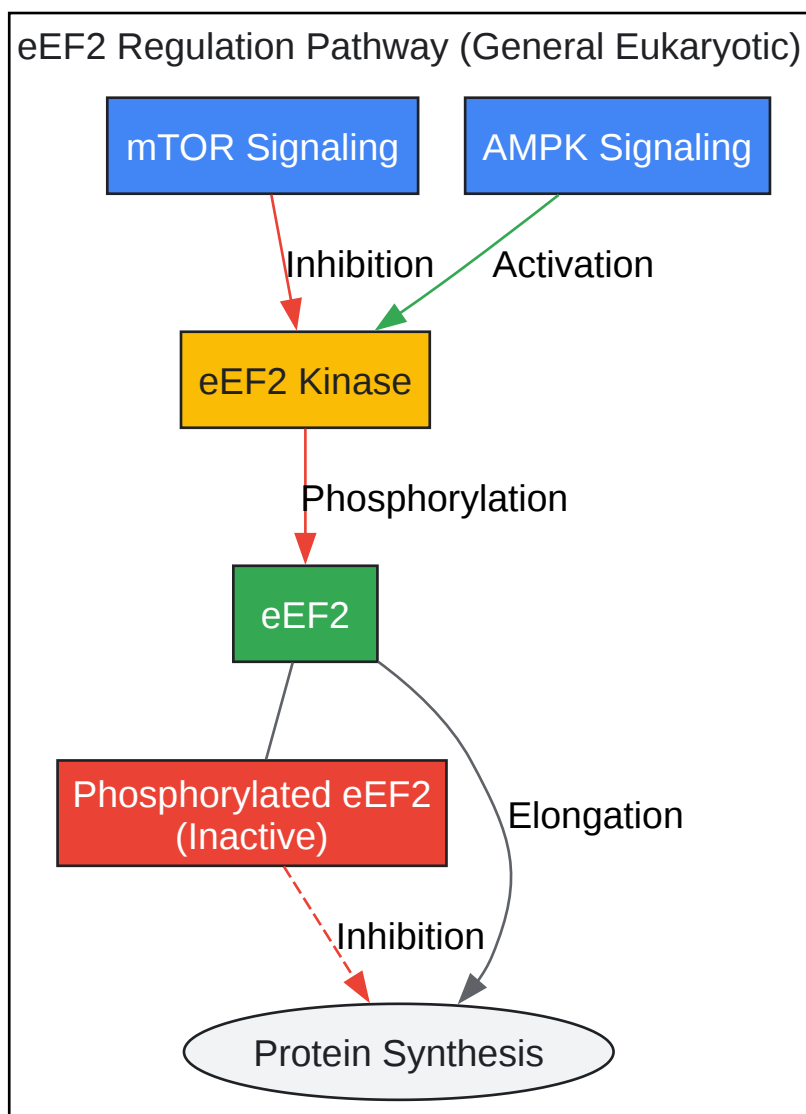 eEF2 Regulation Pathway (General Eukaryotic)
mTOR Signaling
AMPK Signaling
Inhibition
Activation
eEF2 Kinase
Phosphorylation
eEF2
Phosphorylated eEF2
(Inactive)
Elongation
Inhibition
Protein Synthesis